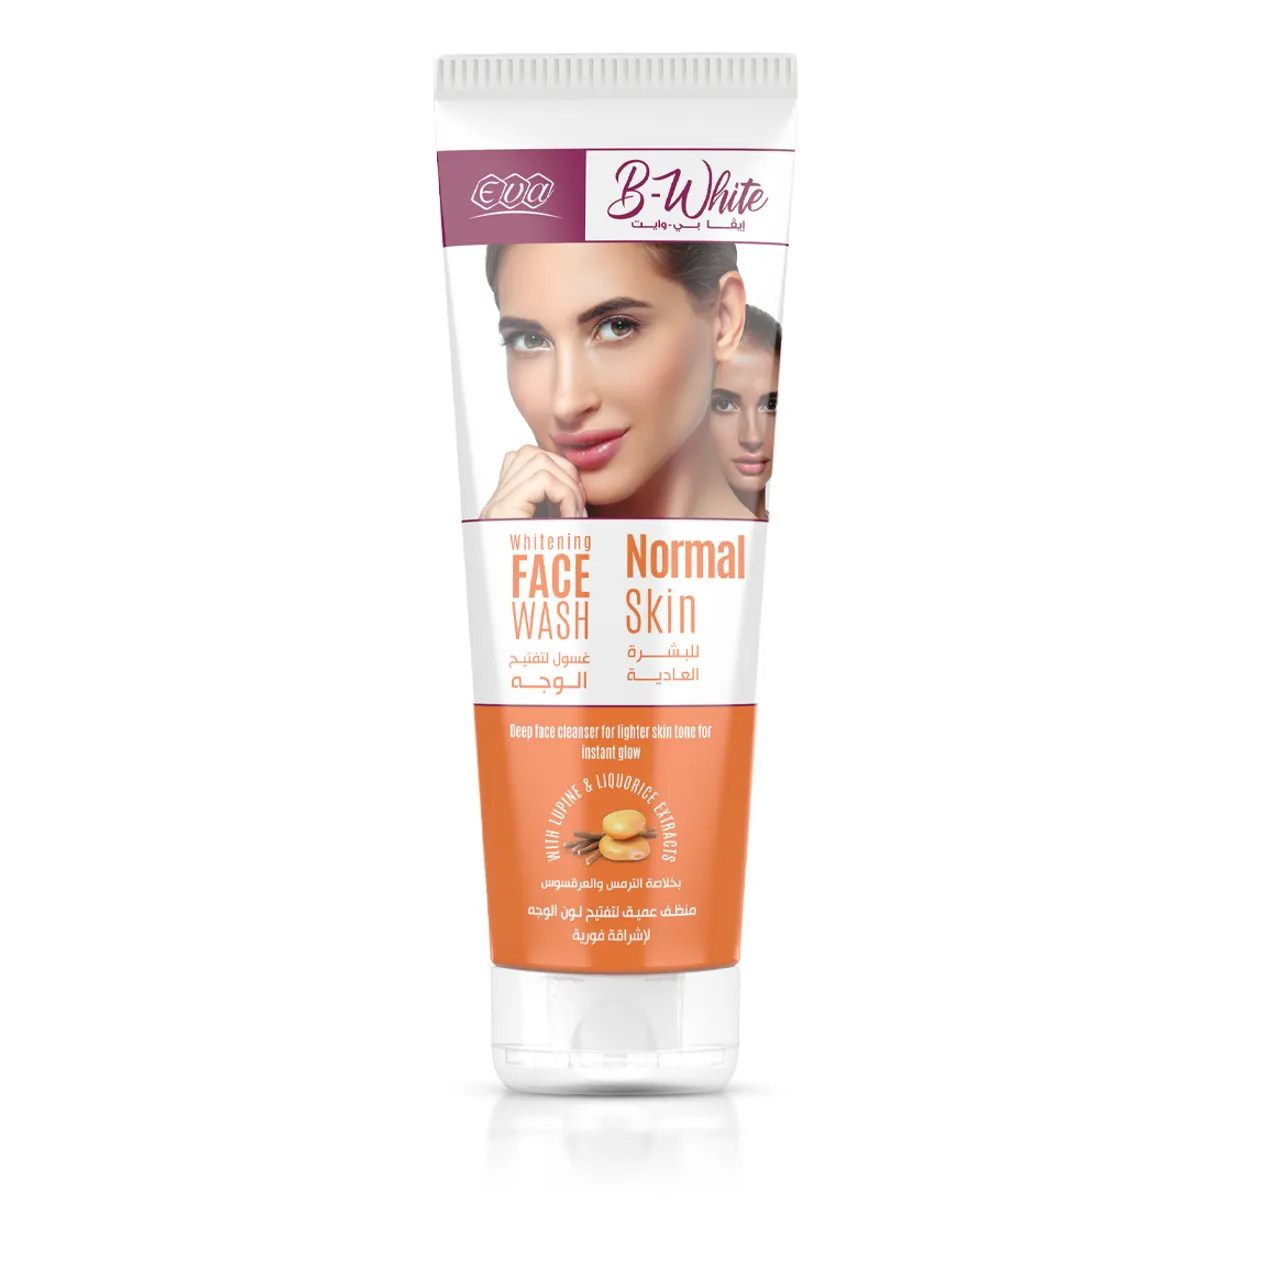 Eva
B-White
إيڤا بي-وايت
Whitening
FACE
WASH
غسول لتفتيح
الوجه
Normal
Skin
للبشرة
العادية
Deep face cleanser for lighter skin tone for
instant glow
WITH LUPINE & LIQUORICE EXTRACTS
بخلاصة الترمس والعرقسوس
منظف عميق لتفتيح لون الوجه
لإشراقة فورية